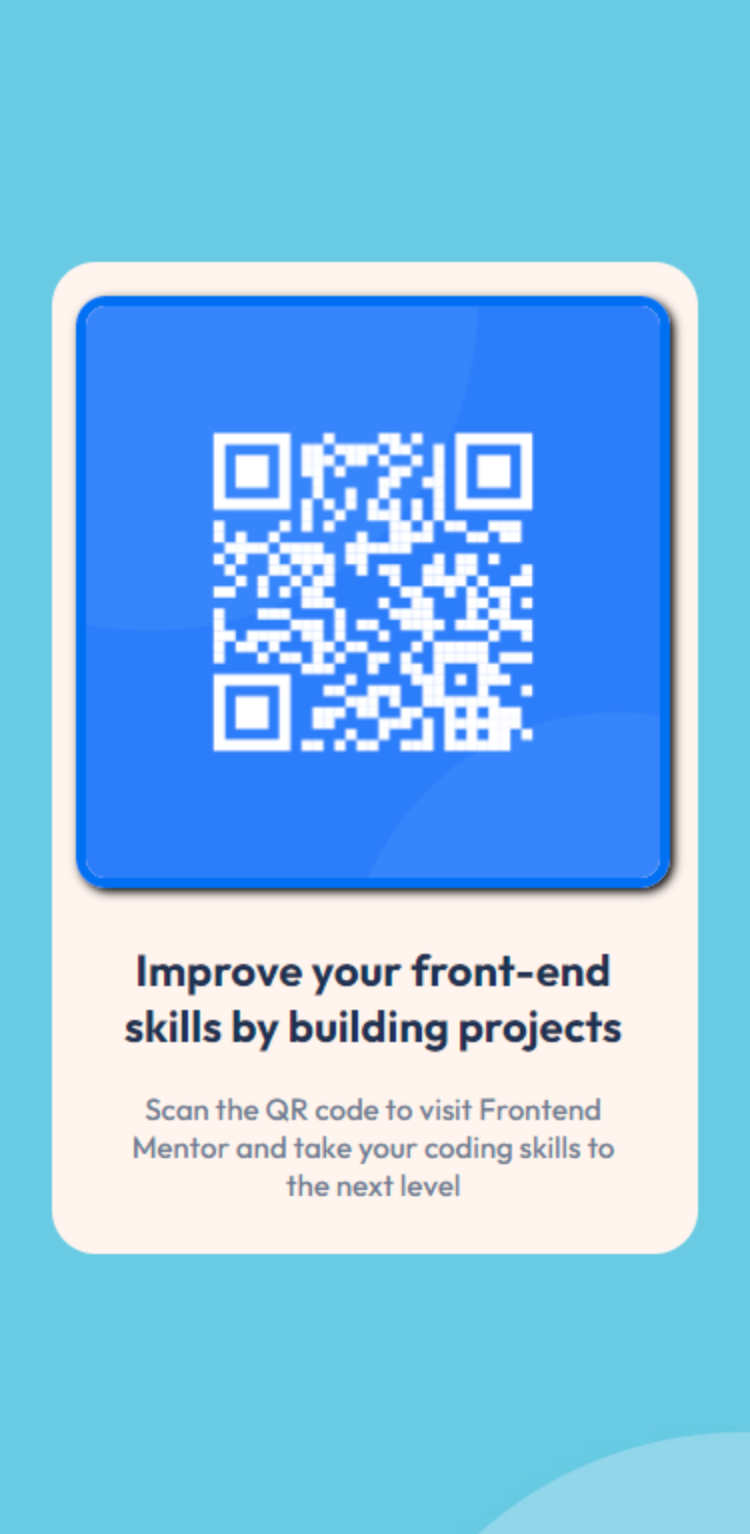 Improve your front-end
skills by building projects
Scan the QR code to visit Frontend
Mentor and take your coding skills to
the next level